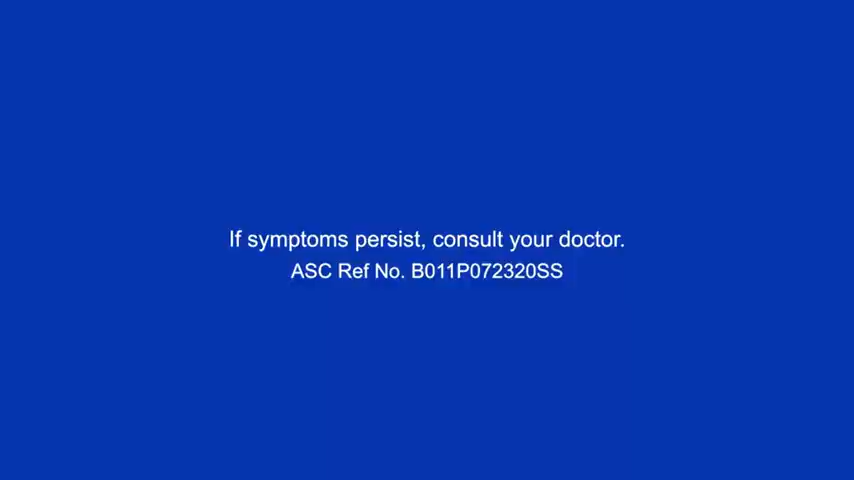 If symptoms persist, consult your doctor.
ASC Ref No. B011P072320SS